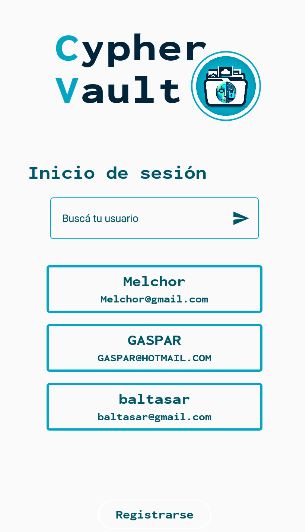 Cypher
Vault
Inicio de sesión
Buscá tu usuario
Melchor
Melchor@gmail.com
GASPAR
GASPAR@HOTMAIL.COM
baltasar
baltasar@gmail.com
Registrarse